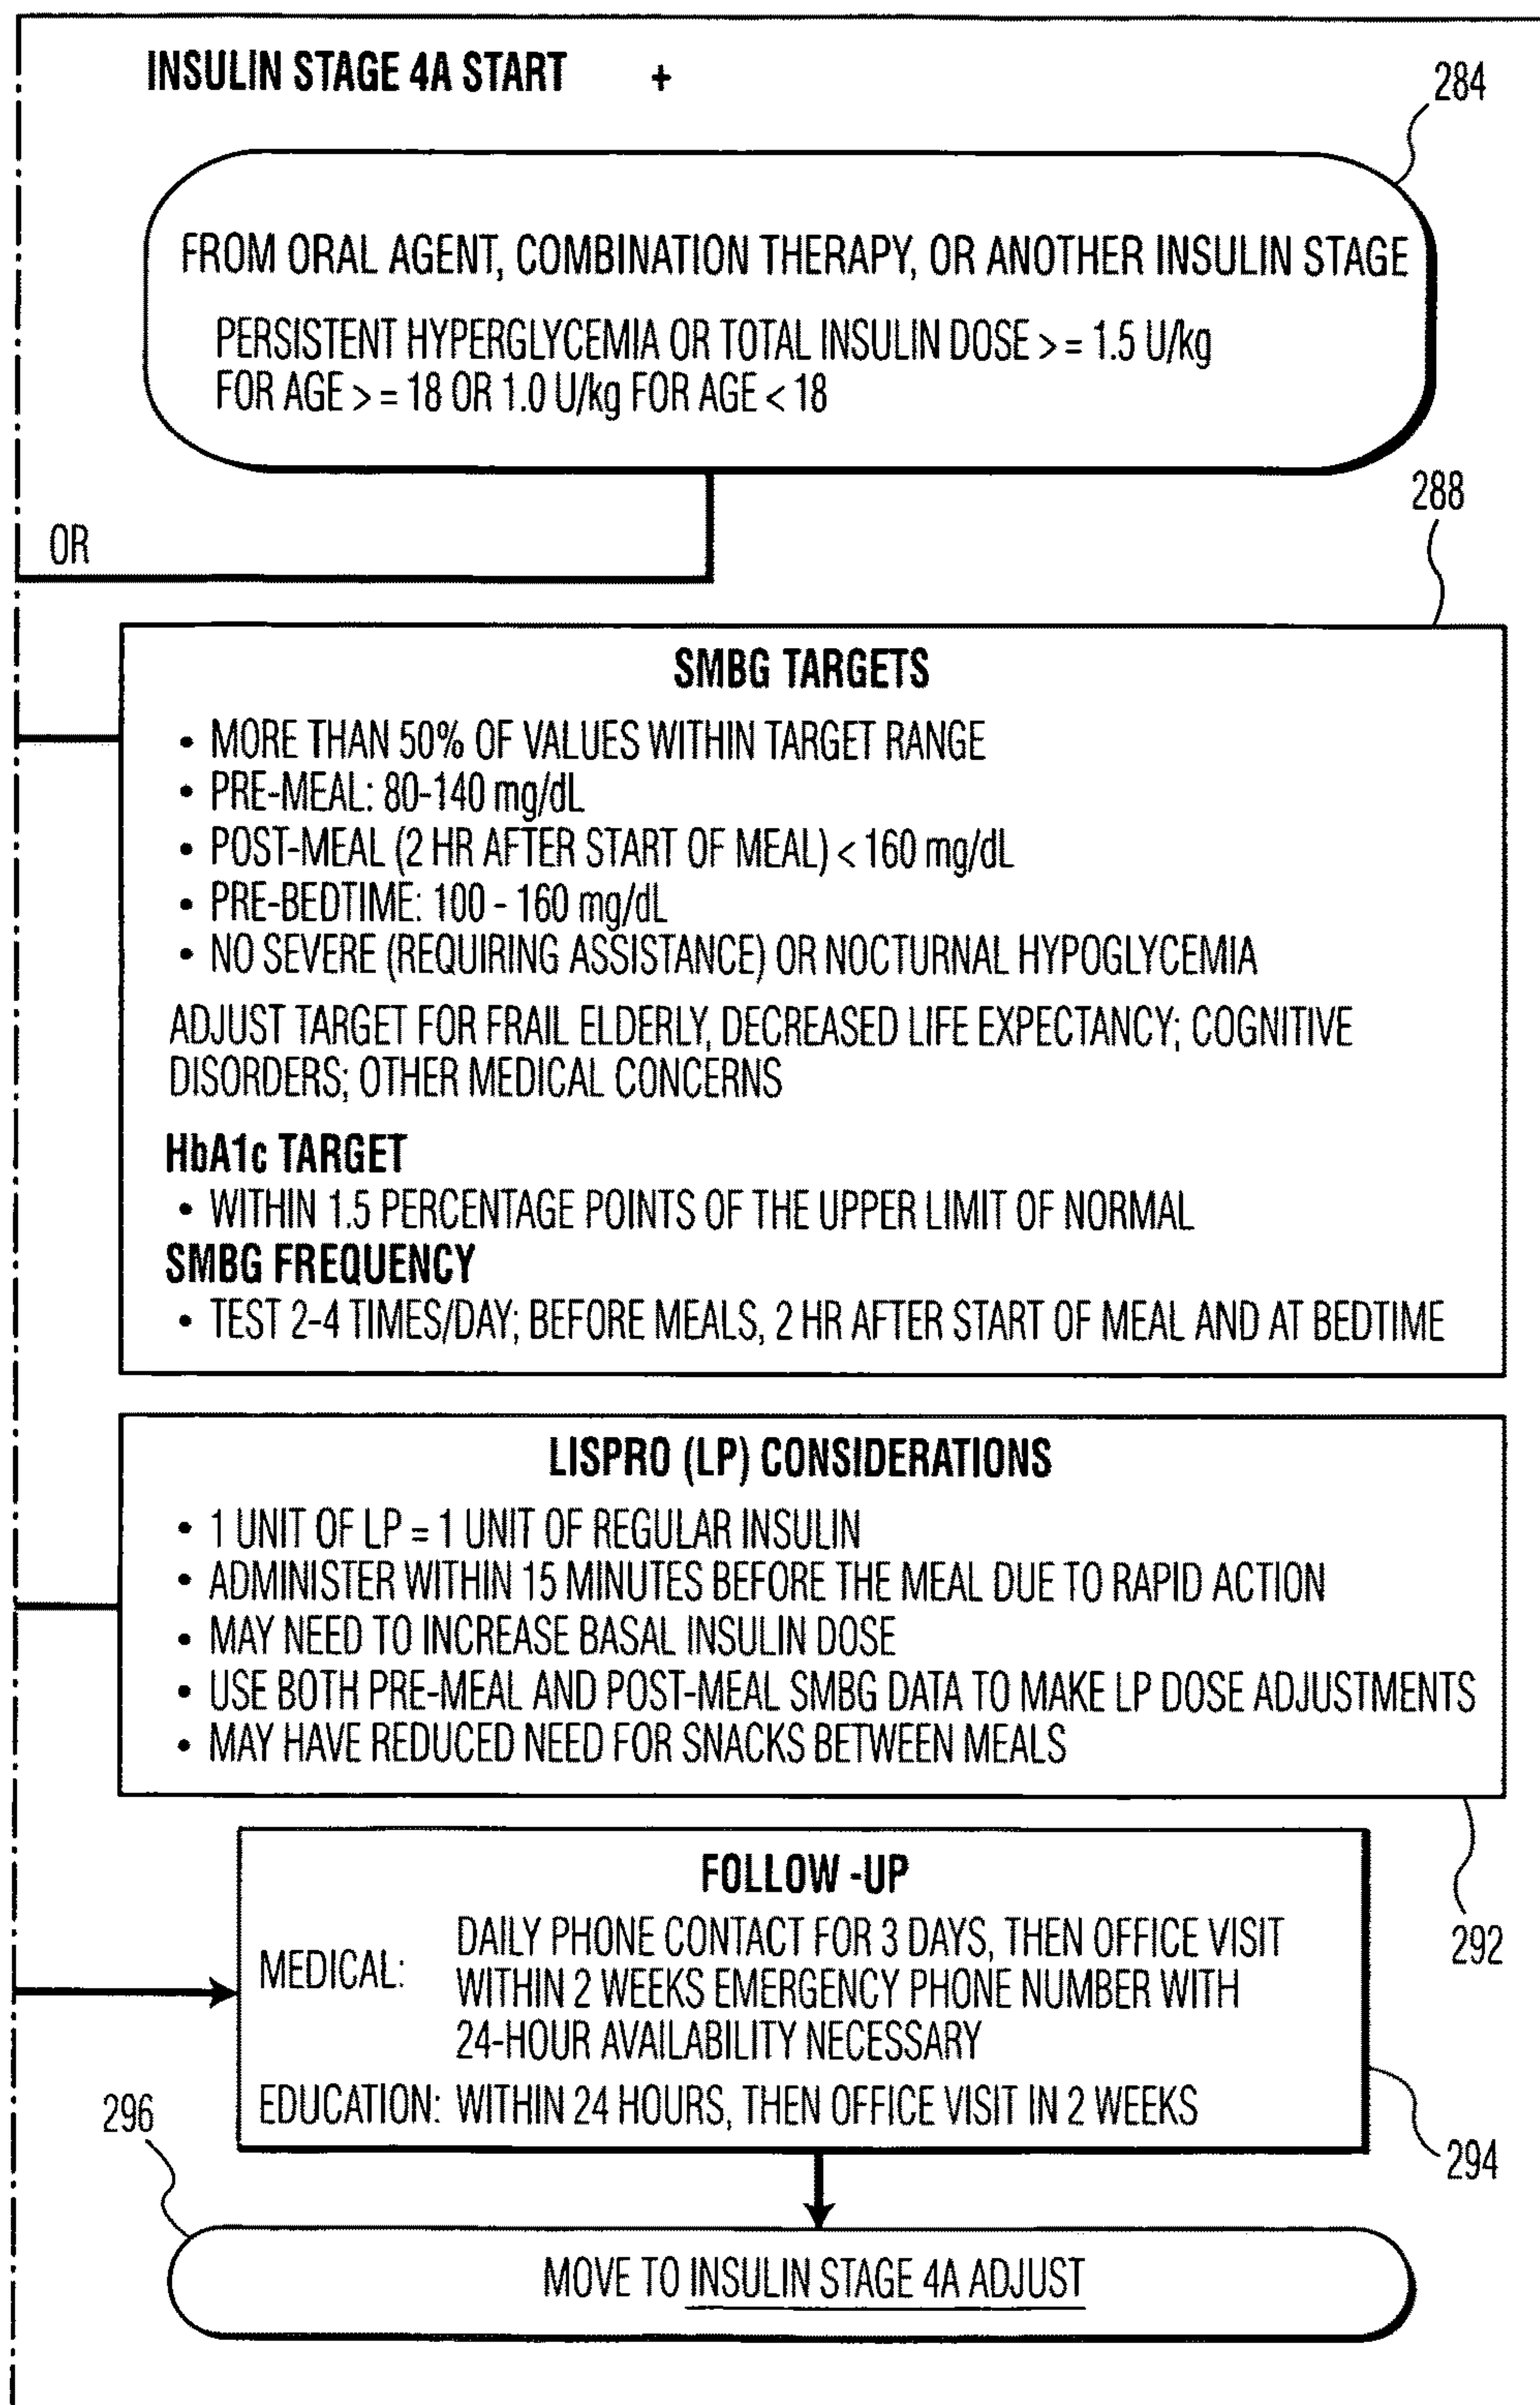 INSULIN STAGE 4A START +
284
FROM ORAL AGENT, COMBINATION THERAPY, OR ANOTHER INSULIN STAGE
PERSISTENT HYPERGLYCEMIA OR TOTAL INSULIN DOSE > = 1.5 U/kg
FOR AGE > = 18 OR 1.0 U/kg FOR AGE < 18
288
OR
SMBG TARGETS
• MORE THAN 50% OF VALUES WITHIN TARGET RANGE
• PRE-MEAL: 80-140 mg/dL
• POST-MEAL (2 HR AFTER START OF MEAL) < 160 mg/dL
• PRE-BEDTIME: 100 - 160 mg/dL
• NO SEVERE (REQUIRING ASSISTANCE) OR NOCTURNAL HYPOGLYCEMIA
ADJUST TARGET FOR FRAIL ELDERLY, DECREASED LIFE EXPECTANCY; COGNITIVE
DISORDERS; OTHER MEDICAL CONCERNS
HbA1c TARGET
• WITHIN 1.5 PERCENTAGE POINTS OF THE UPPER LIMIT OF NORMAL
SMBG FREQUENCY
• TEST 2-4 TIMES/DAY; BEFORE MEALS, 2 HR AFTER START OF MEAL AND AT BEDTIME
LISPRO (LP) CONSIDERATIONS
• 1 UNIT OF LP = 1 UNIT OF REGULAR INSULIN
• ADMINISTER WITHIN 15 MINUTES BEFORE THE MEAL DUE TO RAPID ACTION
• MAY NEED TO INCREASE BASAL INSULIN DOSE
• USE BOTH PRE-MEAL AND POST-MEAL SMBG DATA TO MAKE LP DOSE ADJUSTMENTS
• MAY HAVE REDUCED NEED FOR SNACKS BETWEEN MEALS
292
FOLLOW -UP
MEDICAL: DAILY PHONE CONTACT FOR 3 DAYS, THEN OFFICE VISIT
WITHIN 2 WEEKS EMERGENCY PHONE NUMBER WITH
24-HOUR AVAILABILITY NECESSARY
EDUCATION: WITHIN 24 HOURS, THEN OFFICE VISIT IN 2 WEEKS
294
296
MOVE TO INSULIN STAGE 4A ADJUST